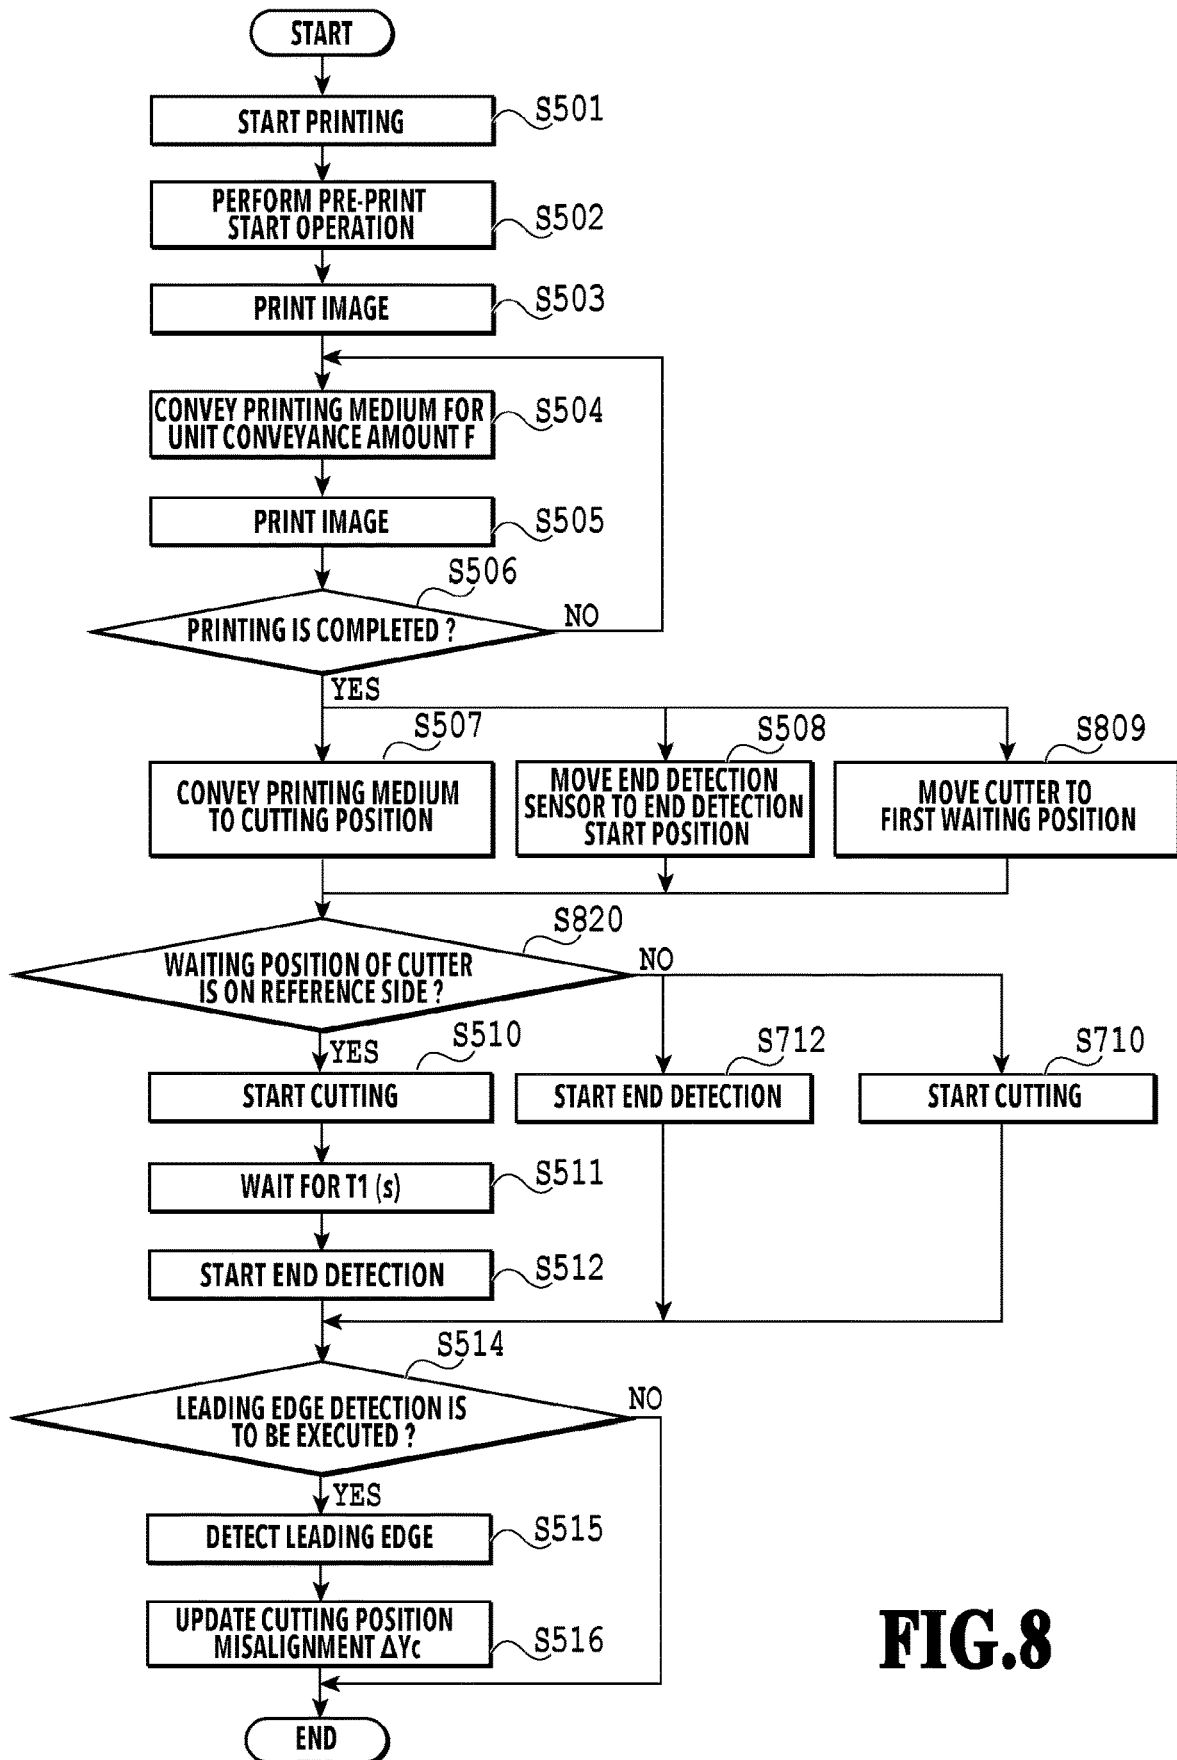 START
START PRINTING
S501
PERFORM PRE-PRINT
START OPERATION
S502
PRINT IMAGE
S503
CONVEY PRINTING MEDIUM FOR
UNIT CONVEYANCE AMOUNT F
S504
PRINT IMAGE
S505
S506
PRINTING IS COMPLETED ?
NO
YES
S507
CONVEY PRINTING MEDIUM
TO CUTTING POSITION
S508
MOVE END DETECTION
SENSOR TO END DETECTION
START POSITION
S809
MOVE CUTTER TO
FIRST WAITING POSITION
S820
WAITING POSITION OF CUTTER
IS ON REFERENCE SIDE ?
NO
YES
S510
START CUTTING
S712
START END DETECTION
S710
START CUTTING
WAIT FOR T1 (s)
S511
START END DETECTION
S512
S514
LEADING EDGE DETECTION IS
TO BE EXECUTED ?
NO
YES
DETECT LEADING EDGE
S515
UPDATE CUTTING POSITION
MISALIGNMENT ΔYc
S516
END
FIG.8